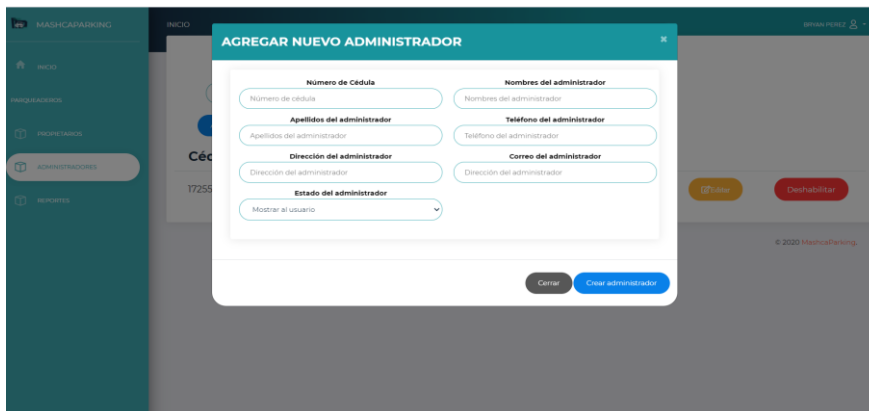 MASHCAPARKING
INICIO
BRYAN PEREZ
INICIO
PARQUEADEROS
PROPIETARIOS
ADMINISTRADORES
REPORTES
AGREGAR NUEVO ADMINISTRADOR ×
Número de Cédula Nombres del administrador
Número de cédula Nombres del administrador
Apellidos del administrador Teléfono del administrador
Apellidos del administrador Teléfono del administrador
Dirección del administrador Correo del administrador
Dirección del administrador Dirección del administrador
Estado del administrador
Mostrar al usuario
Cerrar Crear administrador
Céd
17255
Deshabilitar
© 2020 MashcaParking.